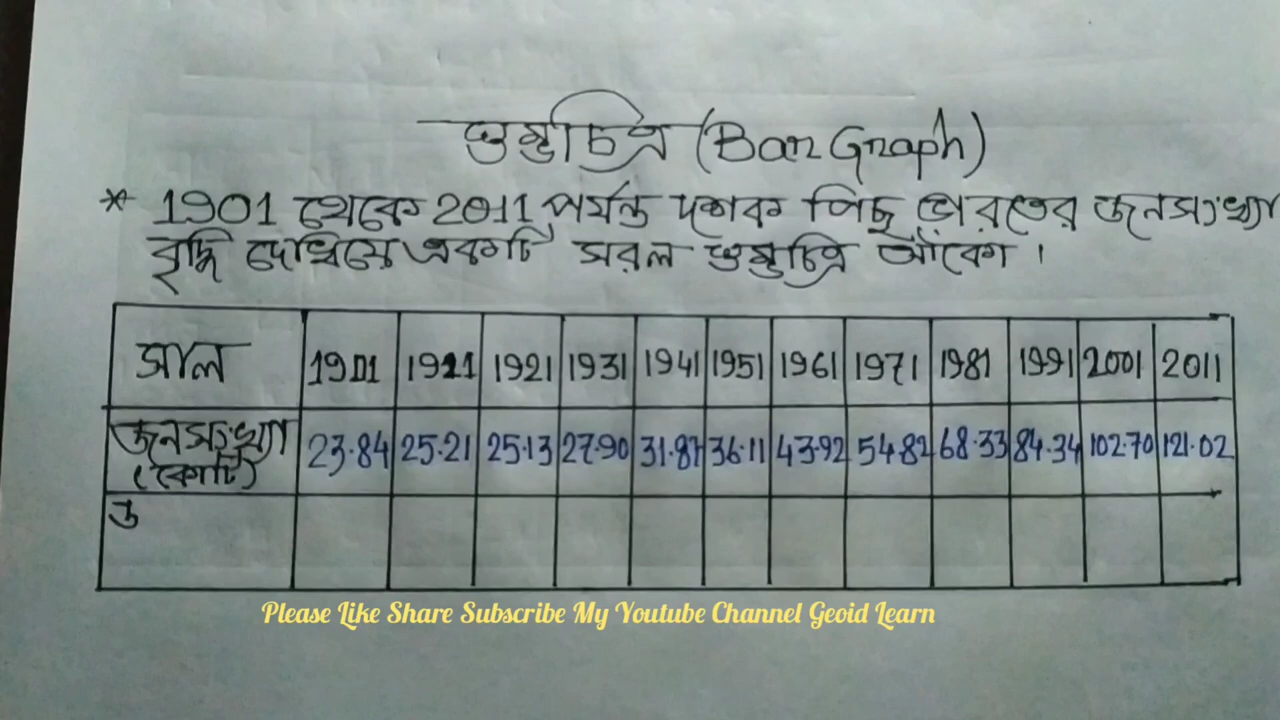 স্তম্ভচিত্র (Bar Graph)
* 1901 থেকে 2011 পর্যন্ত দশক পিছু ভারতের জনসংখ্যা
বৃদ্ধি দেখিয়ে একটি সরল স্তম্ভচিত্র আঁকো।
সাল 1901 1911 1921 1931 1941 1951 1961 1971 1981 1991 2001 2011
জনসংখ্যা 23.84 25.21 25.13 27.90 31.87 36.11 43.92 54.82 68.33 84.34 102.70 121.02
(কোটি)
উ
Please Like Share Subscribe My Youtube Channel Geoid Learn